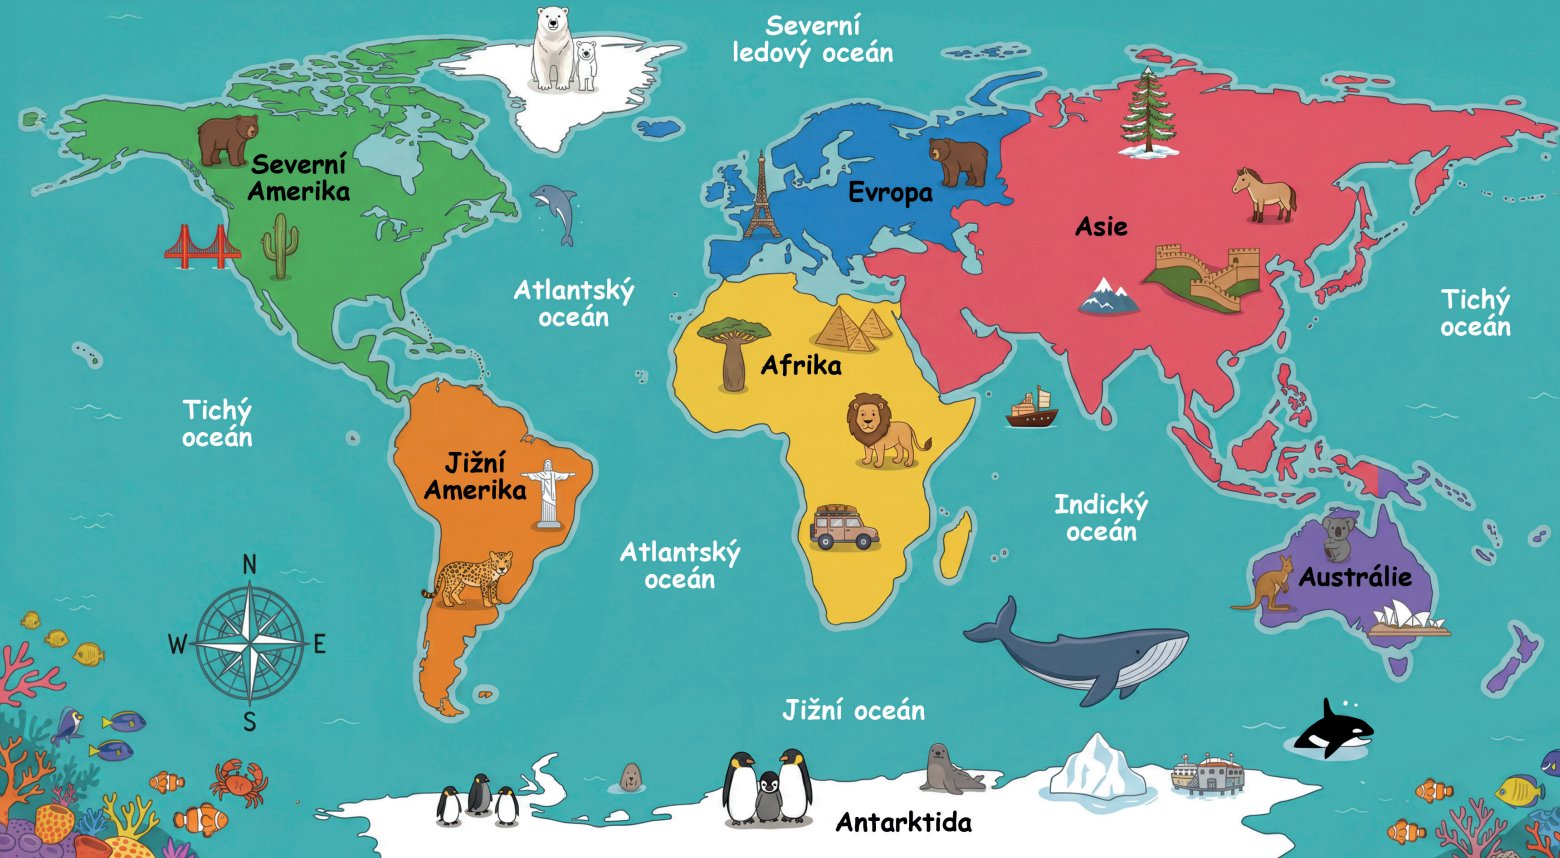 Severní
ledový oceán
Severní
Amerika
Evropa
Asie
Atlantský
oceán
Tichý
oceán
Afrika
Tichý
oceán
Jižní
Amerika
Indický
oceán
Atlantský
oceán
Austrálie
N
W
E
S
Jižní oceán
Antarktida